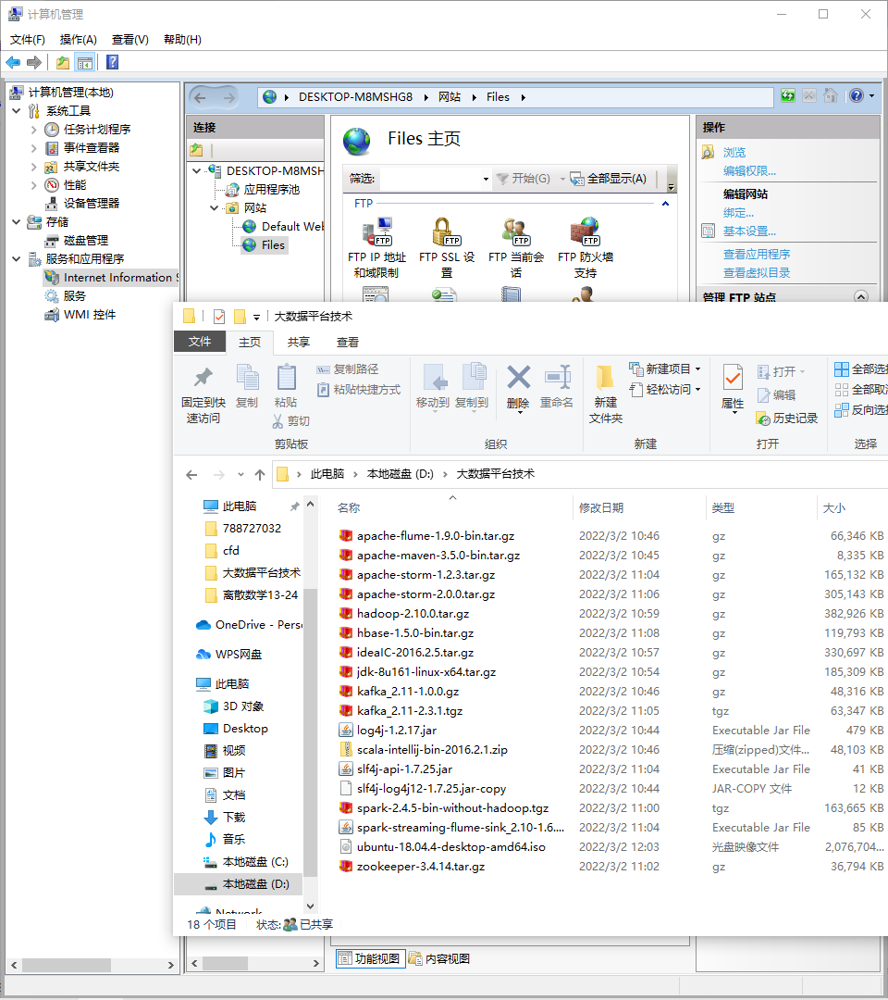 计算机管理
文件(F) 操作(A) 查看(V) 帮助(H)
计算机管理(本地)
系统工具
任务计划程序
事件查看器
共享文件夹
性能
设备管理器
存储
磁盘管理
服务和应用程序
Internet Information S
服务
WMI 控件
DESKTOP-M8MSHG8 网站 Files
连接
DESKTOP-M8MSH
应用程序池
网站
Default Web
Files
Files 主页
筛选: 开始(G) 全部显示(A)
FTP
FTP IP 地址和域限制
FTP SSL 设置
FTP 当前会话
FTP 防火墙支持
操作
浏览
编辑权限...
编辑网站
绑定...
基本设置...
查看应用程序
查看虚拟目录
管理 FTP 站点
大数据平台技术
文件 主页 共享 查看
固定到快速访问
复制
粘贴
复制路径
粘贴快捷方式
剪切
剪贴板
移动到 复制到 删除 重命名
组织
新建文件夹
新建项目
轻松访问
新建
属性
打开
编辑
历史记录
打开
全部选择
全部取消
反向选择
选择
此电脑 本地磁盘 (D:) 大数据平台技术
此电脑
788727032
cfd
大数据平台技术
离散数学13-24
OneDrive - Perso
WPS网盘
此电脑
3D 对象
Desktop
视频
图片
文档
下载
音乐
本地磁盘 (C:)
本地磁盘 (D:)
Network
名称 修改日期 类型 大小
apache-flume-1.9.0-bin.tar.gz 2022/3/2 10:46 gz 66,346 KB
apache-maven-3.5.0-bin.tar.gz 2022/3/2 10:45 gz 8,335 KB
apache-storm-1.2.3.tar.gz 2022/3/2 11:04 gz 165,132 KB
apache-storm-2.0.0.tar.gz 2022/3/2 11:06 gz 305,143 KB
hadoop-2.10.0.tar.gz 2022/3/2 10:59 gz 382,926 KB
hbase-1.5.0-bin.tar.gz 2022/3/2 11:08 gz 119,793 KB
ideaIC-2016.2.5.tar.gz 2022/3/2 10:57 gz 330,697 KB
jdk-8u161-linux-x64.tar.gz 2022/3/2 10:54 gz 185,309 KB
kafka_2.11-1.0.0.gz 2022/3/2 10:46 gz 48,316 KB
kafka_2.11-2.3.1.tgz 2022/3/2 11:05 tgz 63,347 KB
log4j-1.2.17.jar 2022/3/2 10:44 Executable Jar File 479 KB
scala-intellij-bin-2016.2.1.zip 2022/3/2 10:46 压缩(zipped)文件... 48,103 KB
slf4j-api-1.7.25.jar 2022/3/2 11:04 Executable Jar File 41 KB
slf4j-log4j12-1.7.25.jar-copy 2022/3/2 10:44 JAR-COPY 文件 12 KB
spark-2.4.5-bin-without-hadoop.tgz 2022/3/2 11:00 tgz 163,665 KB
spark-streaming-flume-sink_2.10-1.6.... 2022/3/2 11:04 Executable Jar File 85 KB
ubuntu-18.04.4-desktop-amd64.iso 2022/3/2 12:03 光盘映像文件 2,076,704...
zookeeper-3.4.14.tar.gz 2022/3/2 11:02 gz 36,794 KB
18 个项目 状态: 已共享
功能视图 内容视图